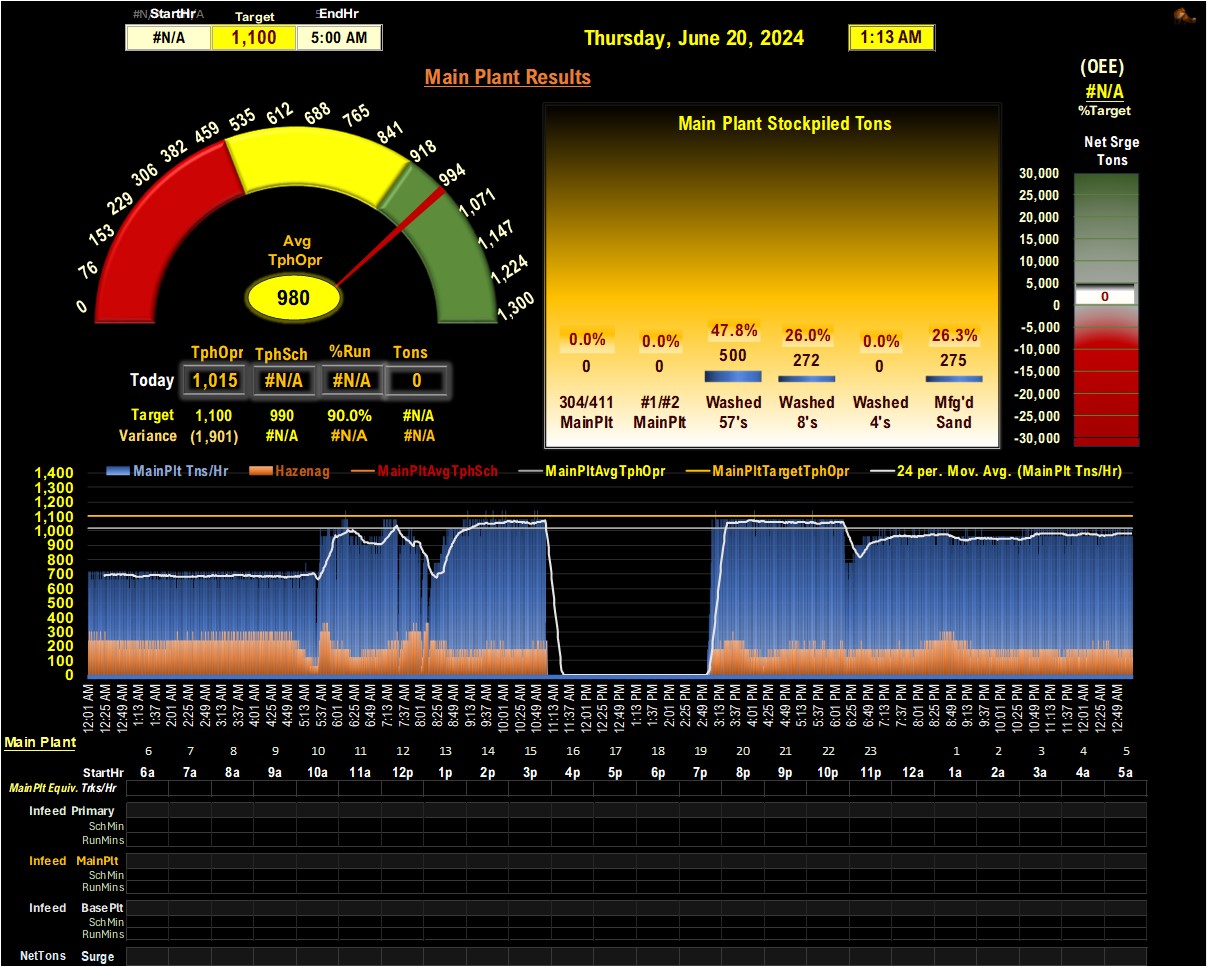 StartHr Target EndHr
#N/A 1,100 5:00 AM
Thursday, June 20, 2024 1:13 AM
Main Plant Results
(OEE)
#N/A
%Target
Net Srge
Tons
0 76 153 229 306 382 459 535 612 688 765 841 918 994 1,071 1,147 1,224 1,300
Avg
TphOpr
980
TphOpr TphSch %Run Tons
Today 1,015 #N/A #N/A 0
Target 1,100 990 90.0% #N/A
Variance (1,901) #N/A #N/A #N/A
Main Plant Stockpiled Tons
0.0% 0.0% 47.8% 26.0% 0.0% 26.3%
0 0 500 272 0 275
304/411 #1/#2 Washed Washed Washed Mfg'd
MainPlt MainPlt 57's 8's 4's Sand
30,000
25,000
20,000
15,000
10,000
5,000
0 0
-5,000
-10,000
-15,000
-20,000
-25,000
-30,000
MainPlt Tns/Hr Hazenag MainPltAvgTphSch MainPltAvgTphOpr MainPltTargetTphOpr 24 per. Mov. Avg. (MainPlt Tns/Hr)
1,400
1,300
1,200
1,100
1,000
900
800
700
600
500
400
300
200
100
0
12:01 AM 12:25 AM 12:49 AM 1:13 AM 1:37 AM 2:01 AM 2:25 AM 2:49 AM 3:13 AM 3:37 AM 4:01 AM 4:25 AM 4:49 AM 5:13 AM 5:37 AM 6:01 AM 6:25 AM 6:49 AM 7:13 AM 7:37 AM 8:01 AM 8:25 AM 8:49 AM 9:13 AM 9:37 AM 10:01 AM 10:25 AM 10:49 AM 11:13 AM 11:37 PM 12:01 PM 12:25 PM 12:49 PM 1:13 PM 1:37 PM 2:01 PM 2:25 PM 2:49 PM 3:13 PM 3:37 PM 4:01 PM 4:25 PM 4:49 PM 5:13 PM 5:37 PM 6:01 PM 6:25 PM 6:49 PM 7:13 PM 7:37 PM 8:01 PM 8:25 PM 8:49 PM 9:13 PM 9:37 PM 10:01 PM 10:25 PM 10:49 PM 11:13 PM 11:37 PM 12:01 AM 12:25 AM 12:49 AM
Main Plant
6 7 8 9 10 11 12 13 14 15 16 17 18 19 20 21 22 23 1 2 3 4 5
StartHr 6a 7a 8a 9a 10a 11a 12p 1p 2p 3p 4p 5p 6p 7p 8p 9p 10p 11p 12a 1a 2a 3a 4a 5a
MainPlt Equiv. Trks/Hr
Infeed Primary
SchMin
RunMins
Infeed MainPlt
SchMin
RunMins
Infeed BasePlt
SchMin
RunMins
NetTons Surge